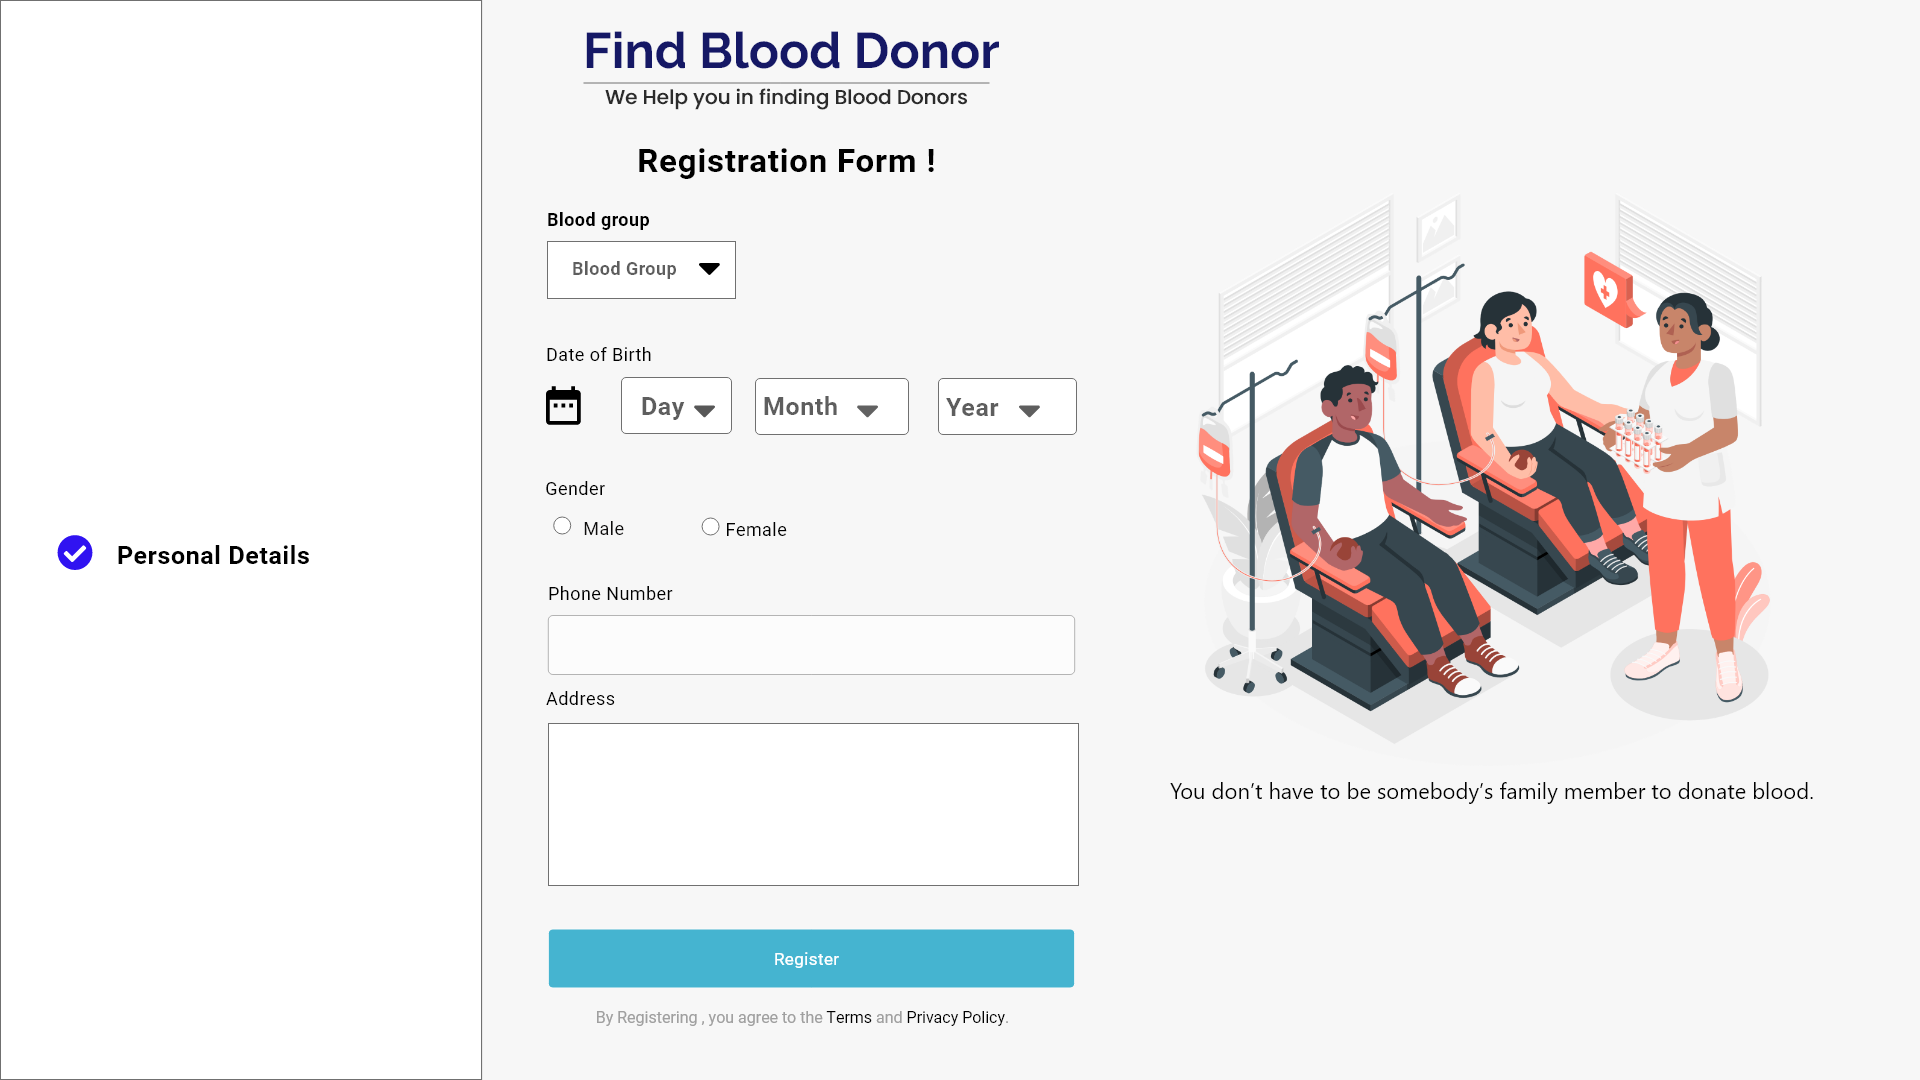 Find Blood Donor
We Help you in finding Blood Donors
Registration Form !
Blood group
Blood Group
Date of Birth
Day Month Year
Gender
Male Female
Personal Details
Phone Number
Address
Register
By Registering , you agree to the Terms and Privacy Policy.
You don’t have to be somebody’s family member to donate blood.